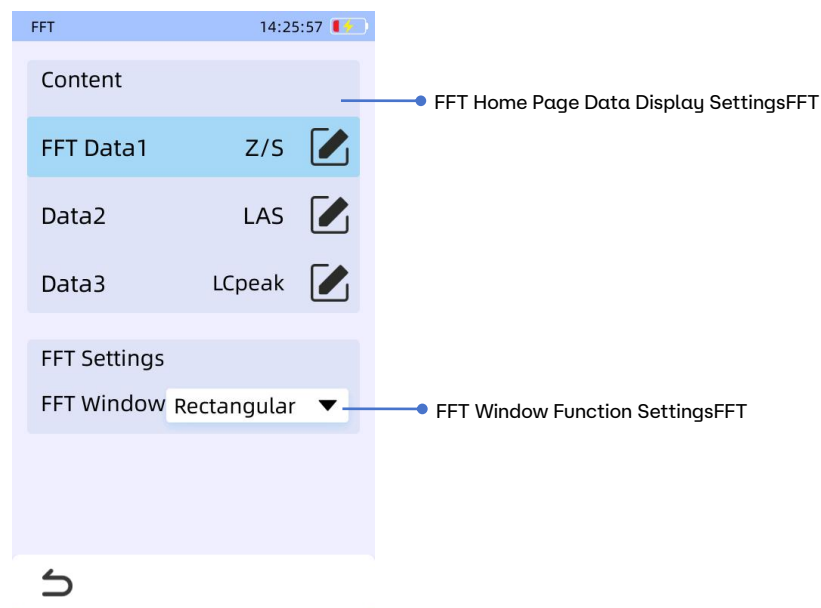 FFT 14:25:57
Content
FFT Home Page Data Display SettingsFFT
FFT Data1 Z/S
Data2 LAS
Data3 LCpeak
FFT Settings
FFT Window Rectangular
FFT Window Function SettingsFFT